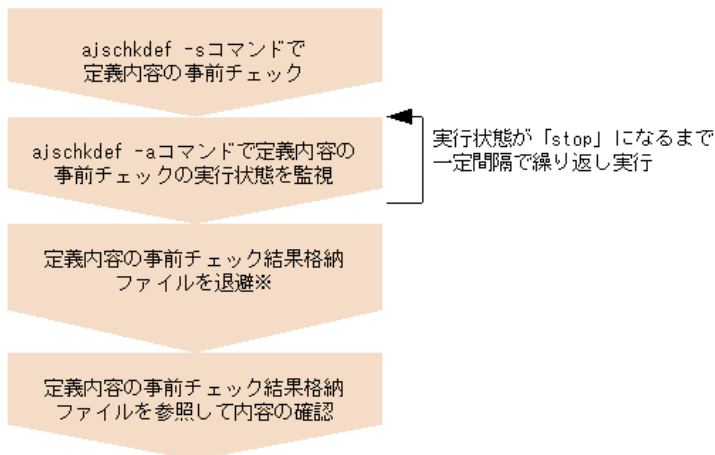 ajschkdef -sコマンドで
定義内容の事前チェック
ajschkdef -aコマンドで定義内容の
事前チェックの実行状態を監視
実行状態が「stop」になるまで
一定間隔で繰り返し実行
定義内容の事前チェック結果格納
ファイルを退避※
定義内容の事前チェック結果格納
ファイルを参照して内容の確認